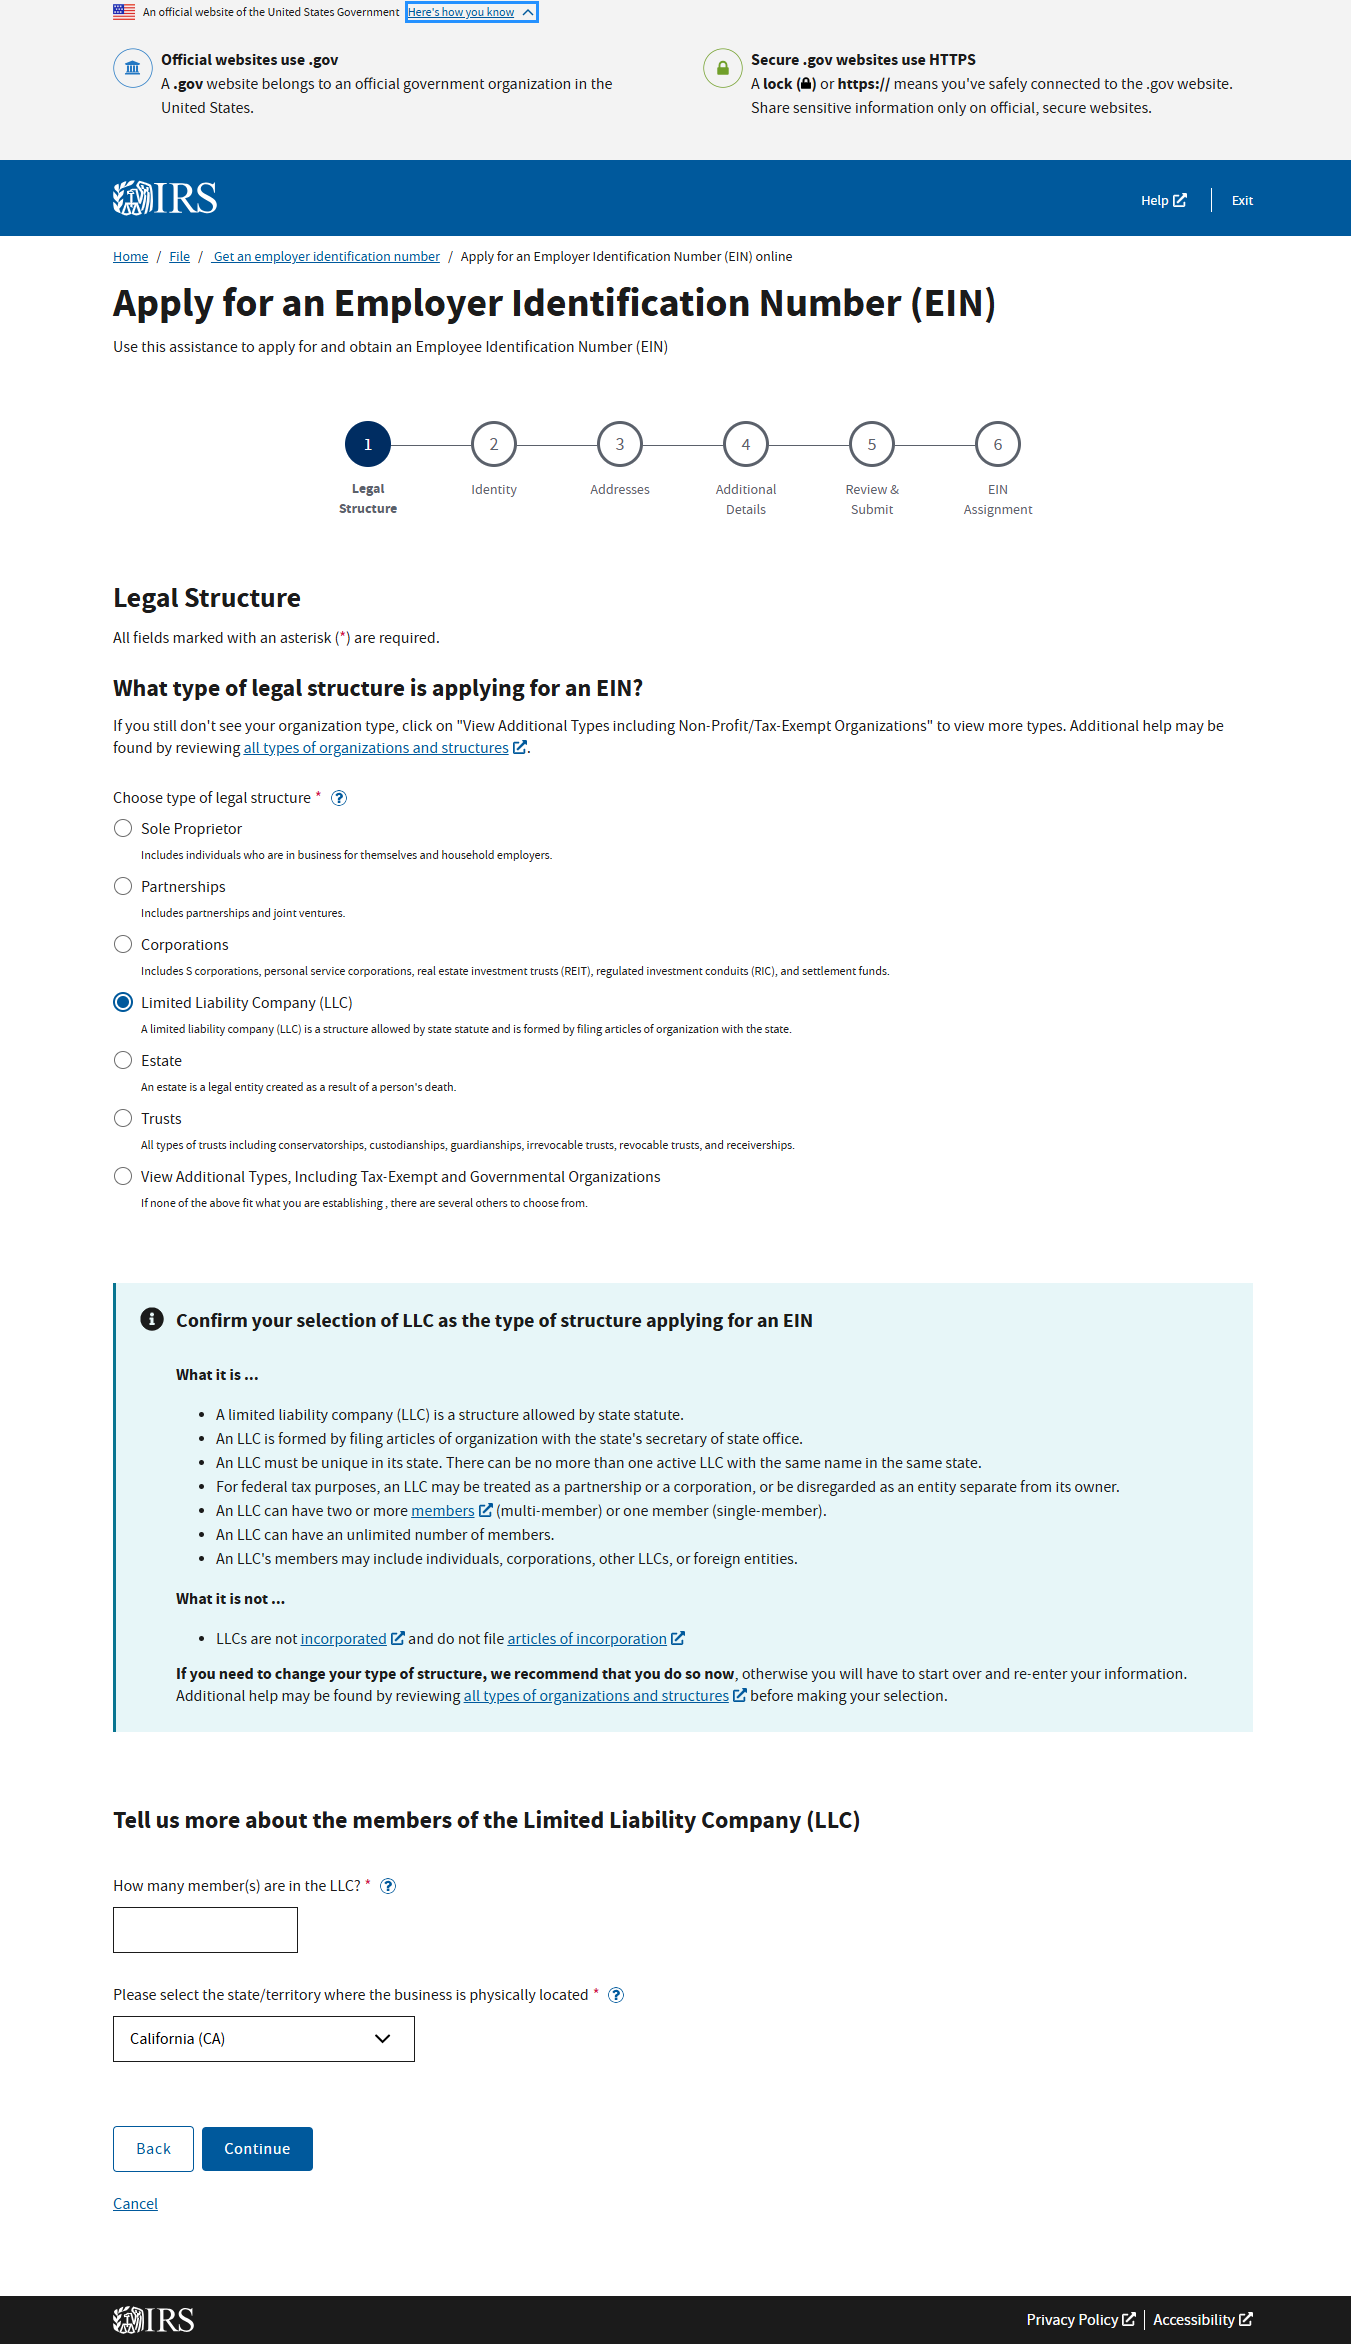 An official website of the United States Government Here's how you know
Official websites use .gov
A .gov website belongs to an official government organization in the
United States.
Secure .gov websites use HTTPS
A lock () or https:// means you've safely connected to the .gov website.
Share sensitive information only on official, secure websites.
IRS
Help
Exit
Home / File / Get an employer identification number / Apply for an Employer Identification Number (EIN) online
Apply for an Employer Identification Number (EIN)
Use this assistance to apply for and obtain an Employee Identification Number (EIN)
1 2 3 4 5 6
Legal
Structure
Identity
Addresses
Additional
Details
Review &
Submit
EIN
Assignment
Legal Structure
All fields marked with an asterisk (*) are required.
What type of legal structure is applying for an EIN?
If you still don't see your organization type, click on "View Additional Types including Non-Profit/Tax-Exempt Organizations" to view more types. Additional help may be
found by reviewing all types of organizations and structures.
Choose type of legal structure * ?
Sole Proprietor
Includes individuals who are in business for themselves and household employers.
Partnerships
Includes partnerships and joint ventures.
Corporations
Includes S corporations, personal service corporations, real estate investment trusts (REIT), regulated investment conduits (RIC), and settlement funds.
Limited Liability Company (LLC)
A limited liability company (LLC) is a structure allowed by state statute and is formed by filing articles of organization with the state.
Estate
An estate is a legal entity created as a result of a person's death.
Trusts
All types of trusts including conservatorships, custodianships, guardianships, irrevocable trusts, revocable trusts, and receiverships.
View Additional Types, Including Tax-Exempt and Governmental Organizations
If none of the above fit what you are establishing , there are several others to choose from.
Confirm your selection of LLC as the type of structure applying for an EIN
What it is ...
• A limited liability company (LLC) is a structure allowed by state statute.
• An LLC is formed by filing articles of organization with the state's secretary of state office.
• An LLC must be unique in its state. There can be no more than one active LLC with the same name in the same state.
• For federal tax purposes, an LLC may be treated as a partnership or a corporation, or be disregarded as an entity separate from its owner.
• An LLC can have two or more members (multi-member) or one member (single-member).
• An LLC can have an unlimited number of members.
• An LLC's members may include individuals, corporations, other LLCs, or foreign entities.
What it is not ...
• LLCs are not incorporated and do not file articles of incorporation
If you need to change your type of structure, we recommend that you do so now, otherwise you will have to start over and re-enter your information.
Additional help may be found by reviewing all types of organizations and structures before making your selection.
Tell us more about the members of the Limited Liability Company (LLC)
How many member(s) are in the LLC? * ?
Please select the state/territory where the business is physically located * ?
California (CA)
Back
Continue
Cancel
IRS
Privacy Policy
Accessibility